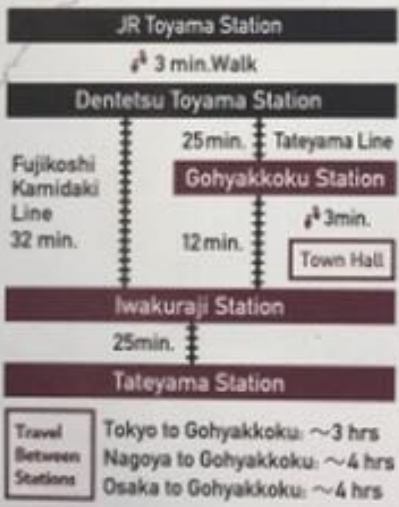 JR Toyama Station
3 min.Walk
Dentetsu Toyama Station
25min. Tateyama Line
Fujikoshi
Kamidaki
Line
32 min.
Gohyakkoku Station
3min.
12min.
Town Hall
Iwakuraji Station
25min.
Tateyama Station
Travel
Between
Stations
Tokyo to Gohyakkoku: ~3 hrs
Nagoya to Gohyakkoku: ~4 hrs
Osaka to Gohyakkoku: ~4 hrs